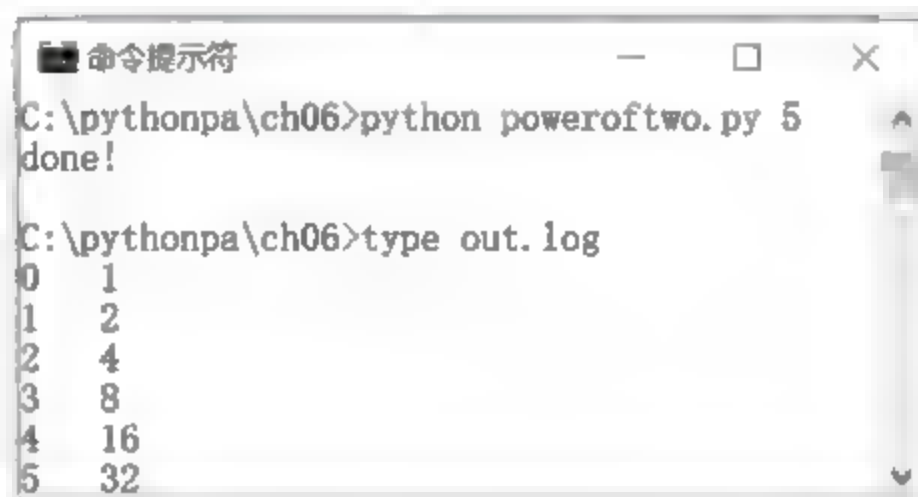 命令提示符
C:\pythonpa\ch06>python poweroftwo.py 5
done!
C:\pythonpa\ch06>type out.log
0 1
1 2
2 4
3 8
4 16
5 32